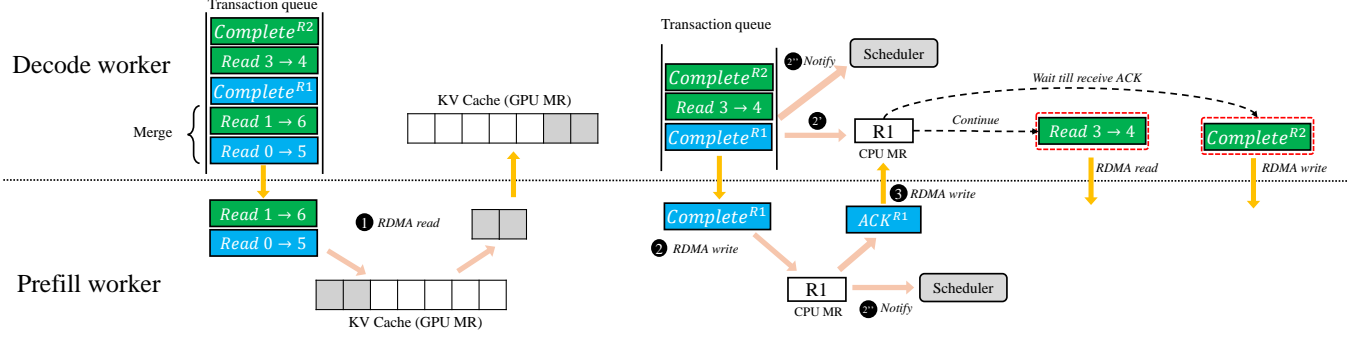 Transaction queue
Complete^R2
Read 3 → 4
Complete^R1
Read 1 → 6
Read 0 → 5
Decode worker
Merge
KV Cache (GPU MR)
Read 1 → 6
Read 0 → 5
1 RDMA read
Prefill worker
KV Cache (GPU MR)
Transaction queue
Complete^R2
Read 3 → 4
Complete^R1
2'' Notify
Scheduler
2'
R1
CPU MR
Wait till receive ACK
Continue
Read 3 → 4
Complete^R2
RDMA read
RDMA write
Complete^R1
2 RDMA write
3 RDMA write
ACK^R1
R1
CPU MR
2'' Notify
Scheduler